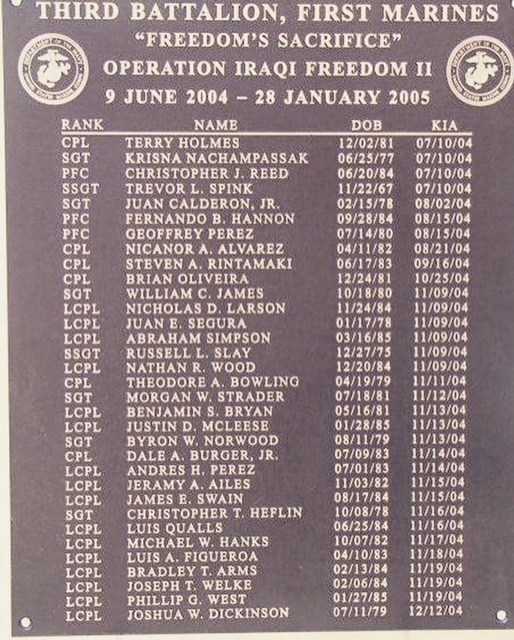 THIRD BATTALION, FIRST MARINES
"FREEDOM'S SACRIFICE"
OPERATION IRAQI FREEDOM II
9 JUNE 2004 – 28 JANUARY 2005
RANK NAME DOB KIA
CPL TERRY HOLMES 12/02/81 07/10/04
SGT KRISNA NACHAMPASSAK 06/25/77 07/10/04
PFC CHRISTOPHER J. REED 06/20/84 07/10/04
SSGT TREVOR L. SPINK 11/22/67 07/10/04
SGT JUAN CALDERON, JR. 02/15/78 08/02/04
PFC FERNANDO B. HANNON 09/28/84 08/15/04
PFC GEOFFREY PEREZ 07/14/80 08/15/04
CPL NICANOR A. ALVAREZ 04/11/82 08/21/04
CPL STEVEN A. RINTAMAKI 06/17/83 09/16/04
CPL BRIAN OLIVEIRA 12/24/81 10/25/04
SGT WILLIAM C. JAMES 10/18/80 11/09/04
LCPL NICHOLAS D. LARSON 11/24/84 11/09/04
LCPL JUAN E. SEGURA 01/17/78 11/09/04
LCPL ABRAHAM SIMPSON 03/16/85 11/09/04
SSGT RUSSELL L. SLAY 12/27/75 11/09/04
LCPL NATHAN R. WOOD 12/20/84 11/09/04
CPL THEODORE A. BOWLING 04/19/79 11/11/04
SGT MORGAN W. STRADER 07/18/81 11/12/04
LCPL BENJAMIN S. BRYAN 05/16/81 11/13/04
LCPL JUSTIN D. MCLEESE 01/28/85 11/13/04
SGT BYRON W. NORWOOD 08/11/79 11/13/04
CPL DALE A. BURGER, JR. 07/09/83 11/14/04
LCPL ANDRES H. PEREZ 07/01/83 11/14/04
LCPL JERAMY A. AILES 11/03/82 11/15/04
LCPL JAMES E. SWAIN 08/17/84 11/15/04
SGT CHRISTOPHER T. HEFLIN 10/08/78 11/16/04
LCPL LUIS QUALLS 06/25/84 11/16/04
LCPL MICHAEL W. HANKS 10/07/82 11/17/04
LCPL LUIS A. FIGUEROA 04/10/83 11/18/04
LCPL BRADLEY T. ARMS 02/13/84 11/19/04
LCPL JOSEPH T. WELKE 02/06/84 11/19/04
LCPL PHILLIP G. WEST 01/27/85 11/19/04
LCPL JOSHUA W. DICKINSON 07/11/79 12/12/04